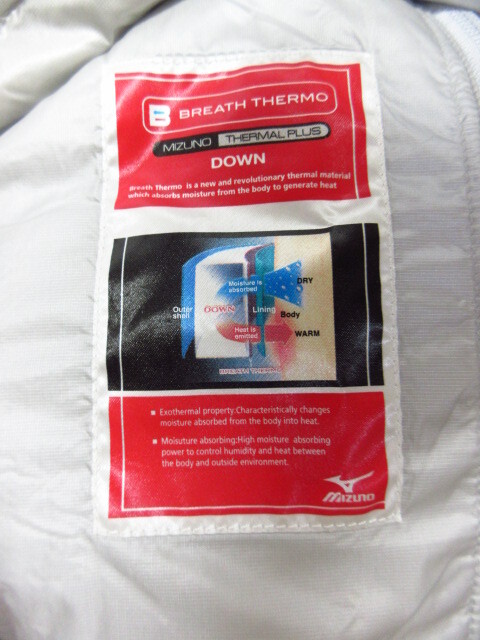 B BREATH THERMO
MIZUNO THERMAL PLUS
DOWN
Breath Thermo is a new and revolutionary thermal material
which absorbs moisture from the body to generate heat
Moisture is
absorbed
DRY
Outer
shell
DOWN
Lining
Body
Heat is
emitted
WARM
BREATH THERMO
Exothermal property:Characteristically changes
moisture absorbed from the body into heat.
Moisuture absorbing:High moisture absorbing
power to control humidity and heat between
the body and outside environment.
MIZUNO